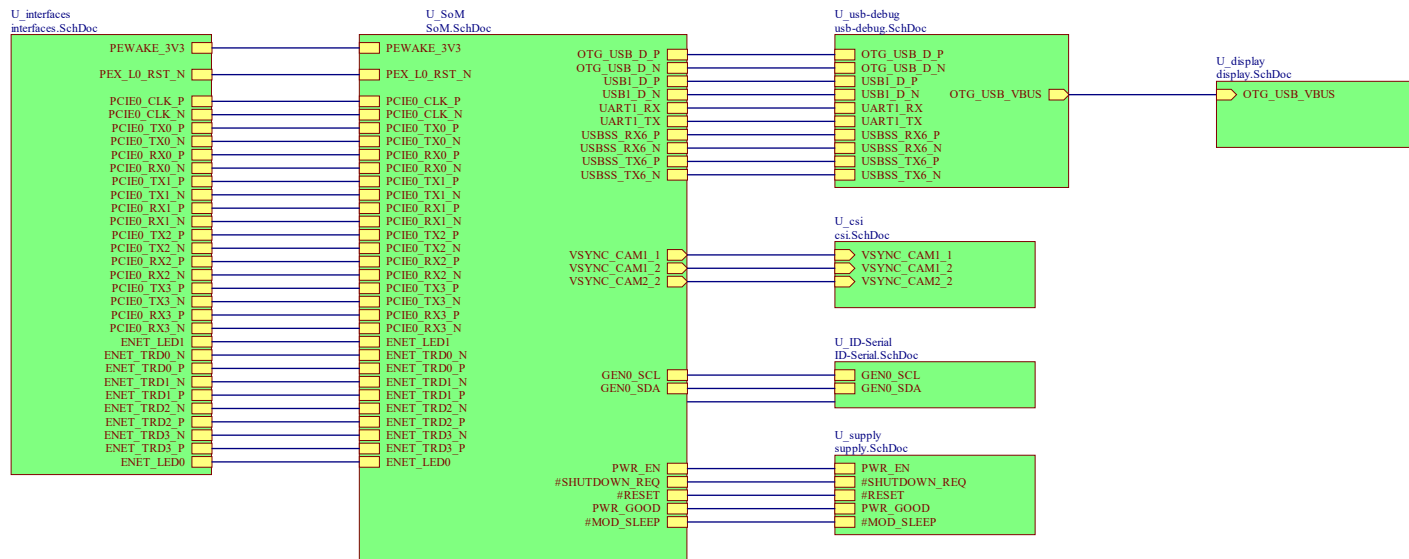 U_interfaces
interfaces.SchDoc
PEWAKE_3V3
PEX_L0_RST_N
PCIE0_CLK_P
PCIE0_CLK_N
PCIE0_TX0_P
PCIE0_TX0_N
PCIE0_RX0_P
PCIE0_RX0_N
PCIE0_TX1_P
PCIE0_TX1_N
PCIE0_RX1_P
PCIE0_RX1_N
PCIE0_TX2_P
PCIE0_TX2_N
PCIE0_RX2_P
PCIE0_RX2_N
PCIE0_TX3_P
PCIE0_TX3_N
PCIE0_RX3_P
PCIE0_RX3_N
ENET_LED1
ENET_TRD0_N
ENET_TRD0_P
ENET_TRD1_N
ENET_TRD1_P
ENET_TRD2_N
ENET_TRD2_P
ENET_TRD3_N
ENET_TRD3_P
ENET_LED0
U_SoM
SoM.SchDoc
PEWAKE_3V3
PEX_L0_RST_N
PCIE0_CLK_P
PCIE0_CLK_N
PCIE0_TX0_P
PCIE0_TX0_N
PCIE0_RX0_P
PCIE0_RX0_N
PCIE0_TX1_P
PCIE0_TX1_N
PCIE0_RX1_P
PCIE0_RX1_N
PCIE0_TX2_P
PCIE0_TX2_N
PCIE0_RX2_P
PCIE0_RX2_N
PCIE0_TX3_P
PCIE0_TX3_N
PCIE0_RX3_P
PCIE0_RX3_N
ENET_LED1
ENET_TRD0_N
ENET_TRD0_P
ENET_TRD1_N
ENET_TRD1_P
ENET_TRD2_N
ENET_TRD2_P
ENET_TRD3_N
ENET_TRD3_P
ENET_LED0
OTG_USB_D_P
OTG_USB_D_N
USB1_D_P
USB1_D_N
UART1_RX
UART1_TX
USBSS_RX6_P
USBSS_RX6_N
USBSS_TX6_P
USBSS_TX6_N
VSYNC_CAM1_1
VSYNC_CAM1_2
VSYNC_CAM2_2
GEN0_SCL
GEN0_SDA
PWR_EN
#SHUTDOWN_REQ
#RESET
PWR_GOOD
#MOD_SLEEP
U_usb-debug
usb-debug.SchDoc
OTG_USB_D_P
OTG_USB_D_N
USB1_D_P
USB1_D_N
UART1_RX
UART1_TX
USBSS_RX6_P
USBSS_RX6_N
USBSS_TX6_P
USBSS_TX6_N
OTG_USB_VBUS
U_display
display.SchDoc
OTG_USB_VBUS
U_csi
csi.SchDoc
VSYNC_CAM1_1
VSYNC_CAM1_2
VSYNC_CAM2_2
U_ID-Serial
ID-Serial.SchDoc
GEN0_SCL
GEN0_SDA
U_supply
supply.SchDoc
PWR_EN
#SHUTDOWN_REQ
#RESET
PWR_GOOD
#MOD_SLEEP